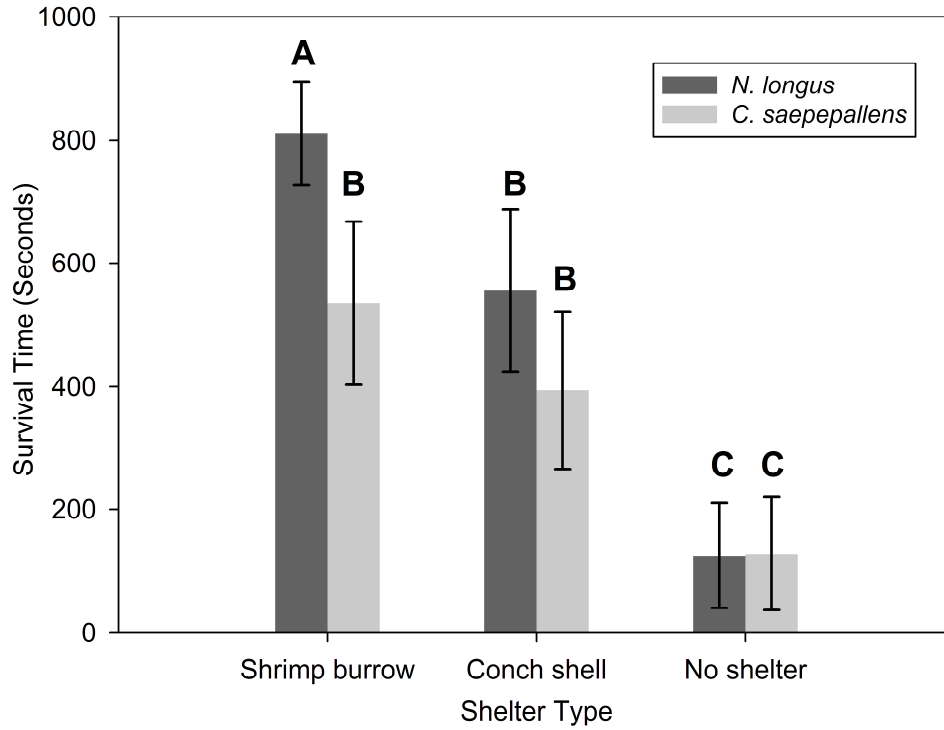 1000
800
600
400
200
0
Survival Time (Seconds)
A
B
B
B
C C
N. longus
C. saepepallens
Shrimp burrow
Conch shell
No shelter
Shelter Type